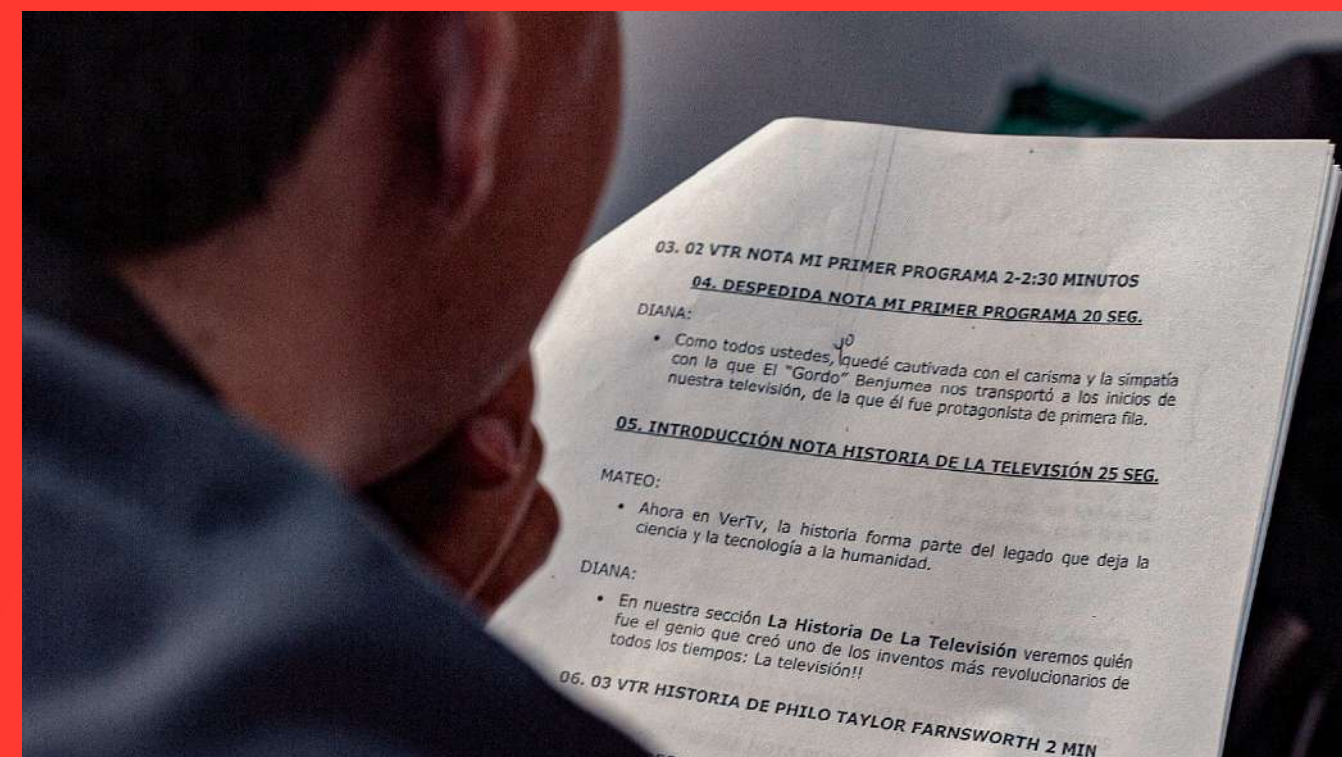 03. 02 VTR NOTA MI PRIMER PROGRAMA 2-2:30 MINUTOS
04. DESPEDIDA NOTA MI PRIMER PROGRAMA 20 SEG.
DIANA:
yo
• Como todos ustedes, quedé cautivada con el carisma y la simpatía
con la que El "Gordo" Benjumea nos transportó a los inicios de
nuestra televisión, de la que él fue protagonista de primera fila.
05. INTRODUCCIÓN NOTA HISTORIA DE LA TELEVISIÓN 25 SEG.
MATEO:
• Ahora en VerTv, la historia forma parte del legado que deja la
ciencia y la tecnología a la humanidad.
DIANA:
• En nuestra sección La Historia De La Televisión veremos quién
fue el genio que creó uno de los inventos más revolucionarios de
todos los tiempos: La televisión!!
06. 03 VTR HISTORIA DE PHILO TAYLOR FARNSWORTH 2 MIN